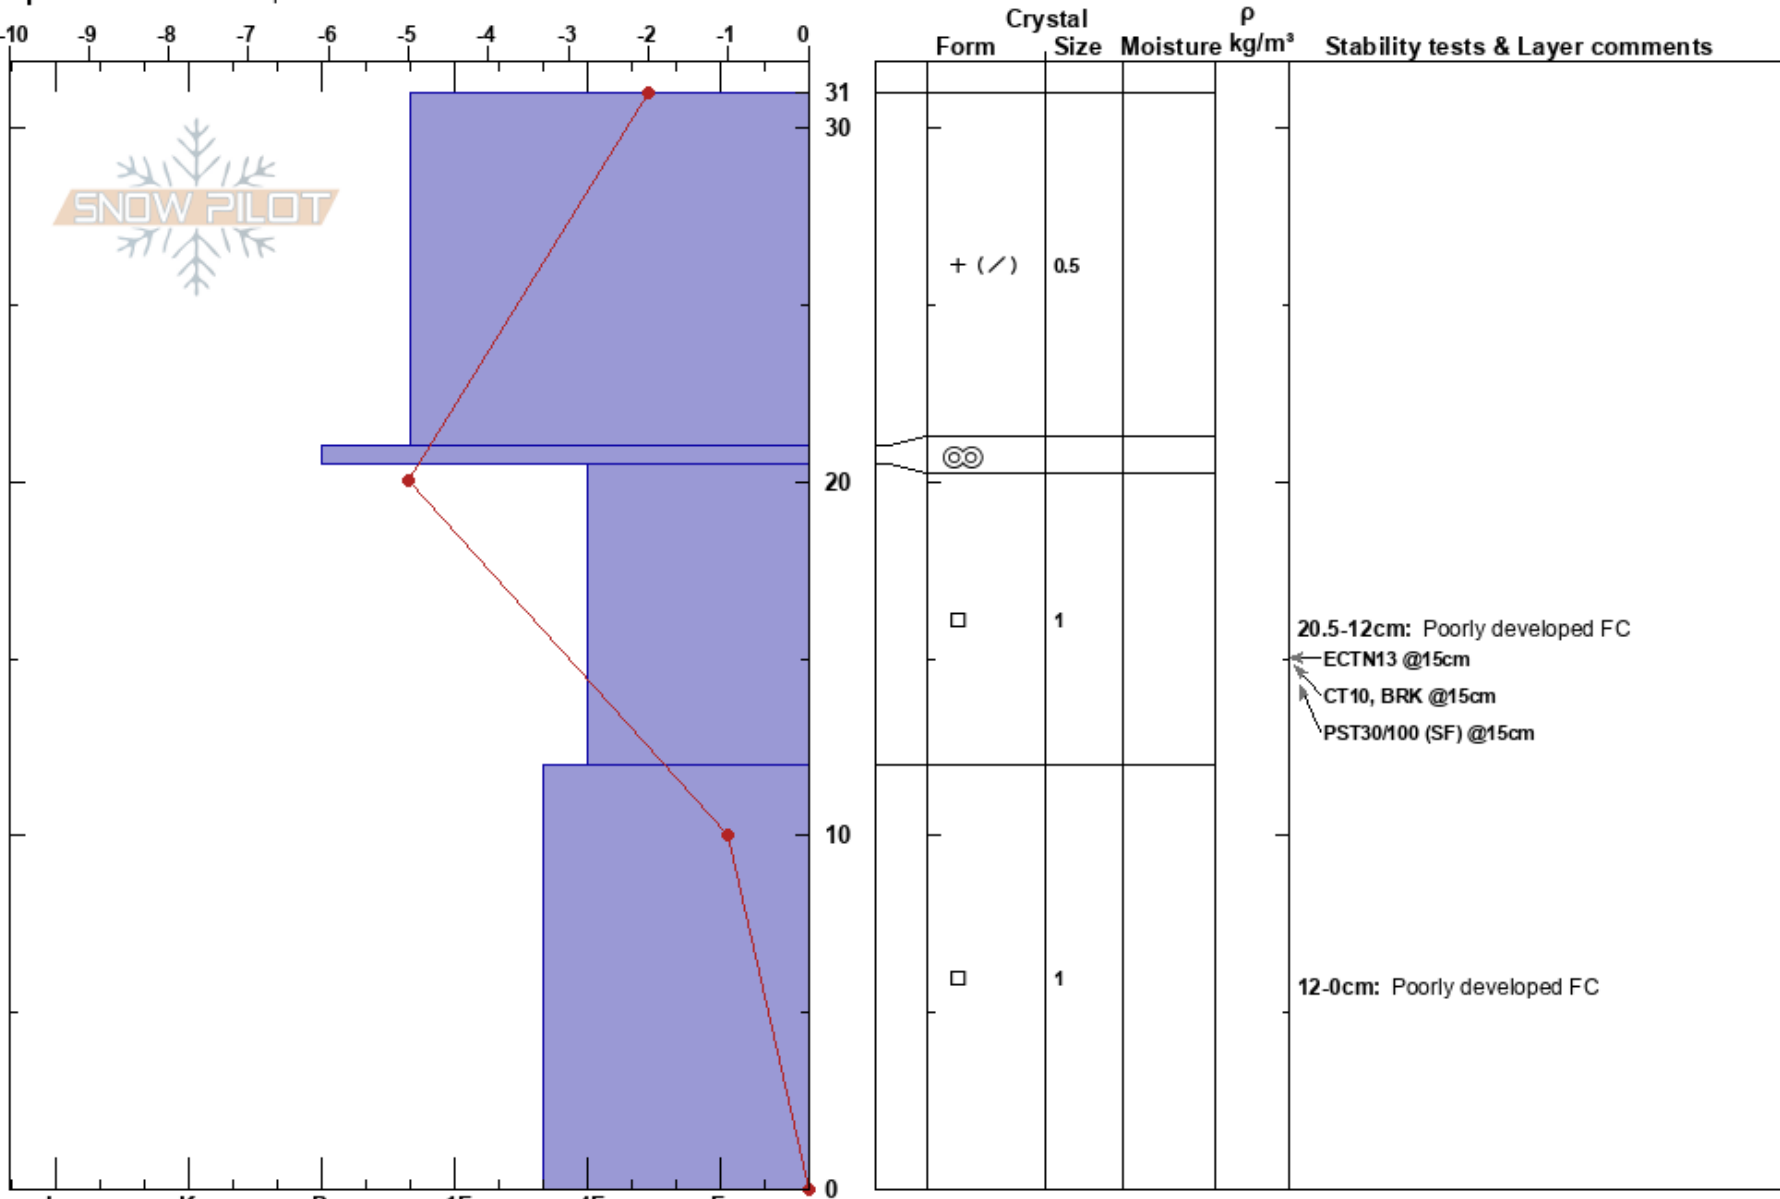 Crystal ρ
-10 -9 -8 -7 -6 -5 -4 -3 -2 -1 0 Form Size Moisture kg/m³ Stability tests & Layer comments
31
30
SNOW PILOT
+ (/) 0.5
20
1
20.5-12cm: Poorly developed FC
ECTN13 @15cm
CT10, BRK @15cm
PST30/100 (SF) @15cm
10
1
12-0cm: Poorly developed FC
0